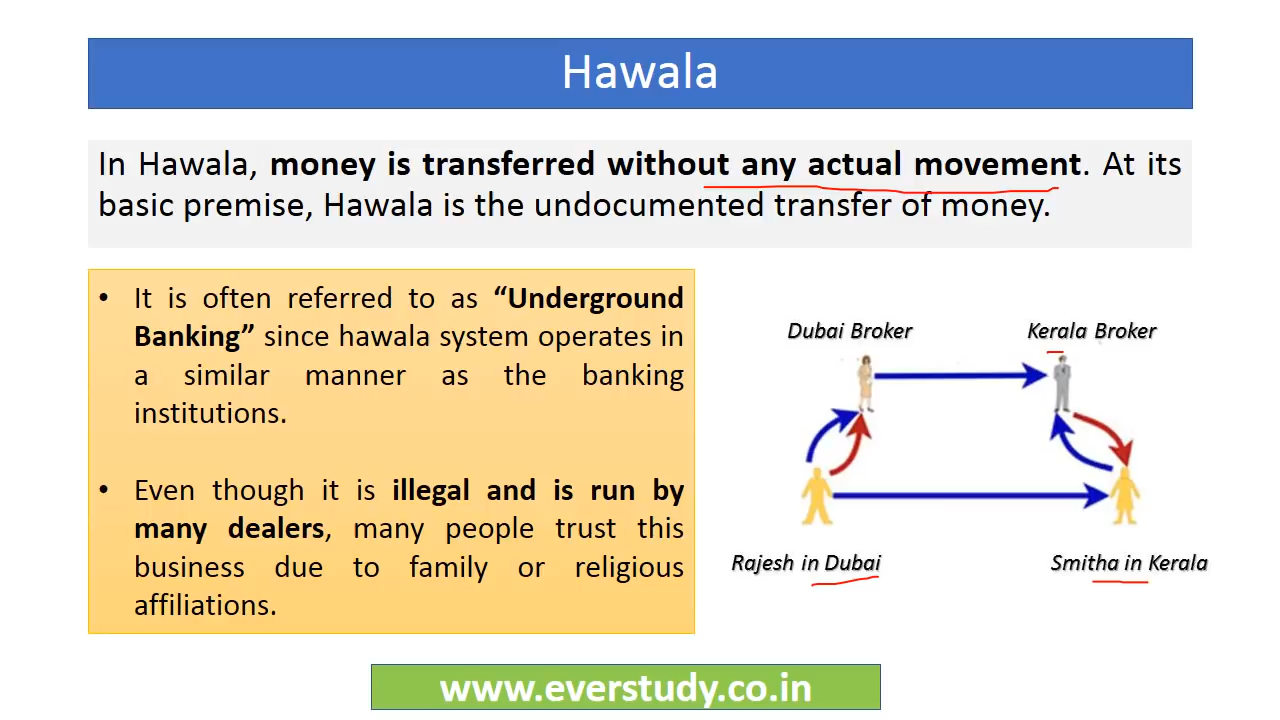 Hawala
In Hawala, money is transferred without any actual movement. At its
basic premise, Hawala is the undocumented transfer of money.
• It is often referred to as “Underground
Banking” since hawala system operates in
a similar manner as the banking
institutions.
• Even though it is illegal and is run by
many dealers, many people trust this
business due to family or religious
affiliations.
Dubai Broker
Kerala Broker
Rajesh in Dubai
Smitha in Kerala
www.everstudy.co.in